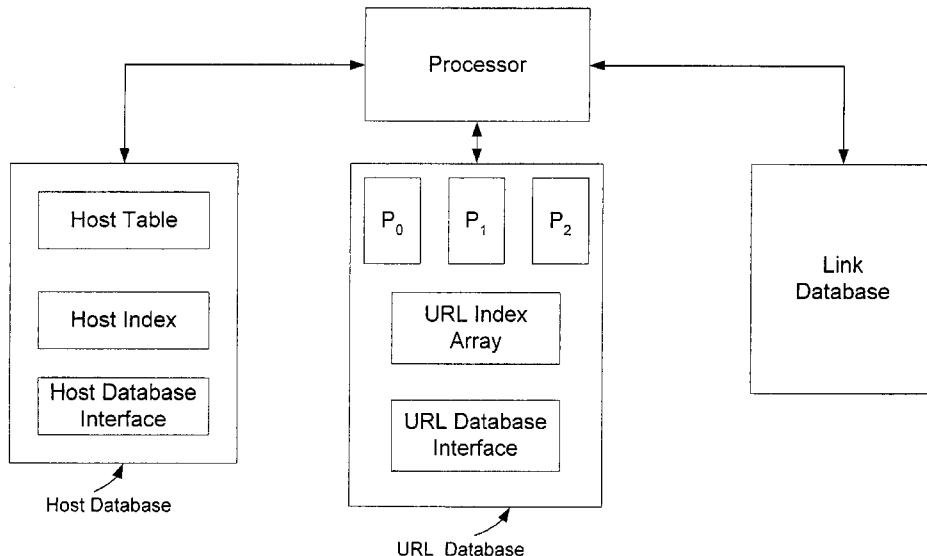 Processor
Host Table
Host Index
Host Database
Interface
Host Database
P0
P1
P2
URL Index
Array
URL Database
Interface
URL Database
Link
Database